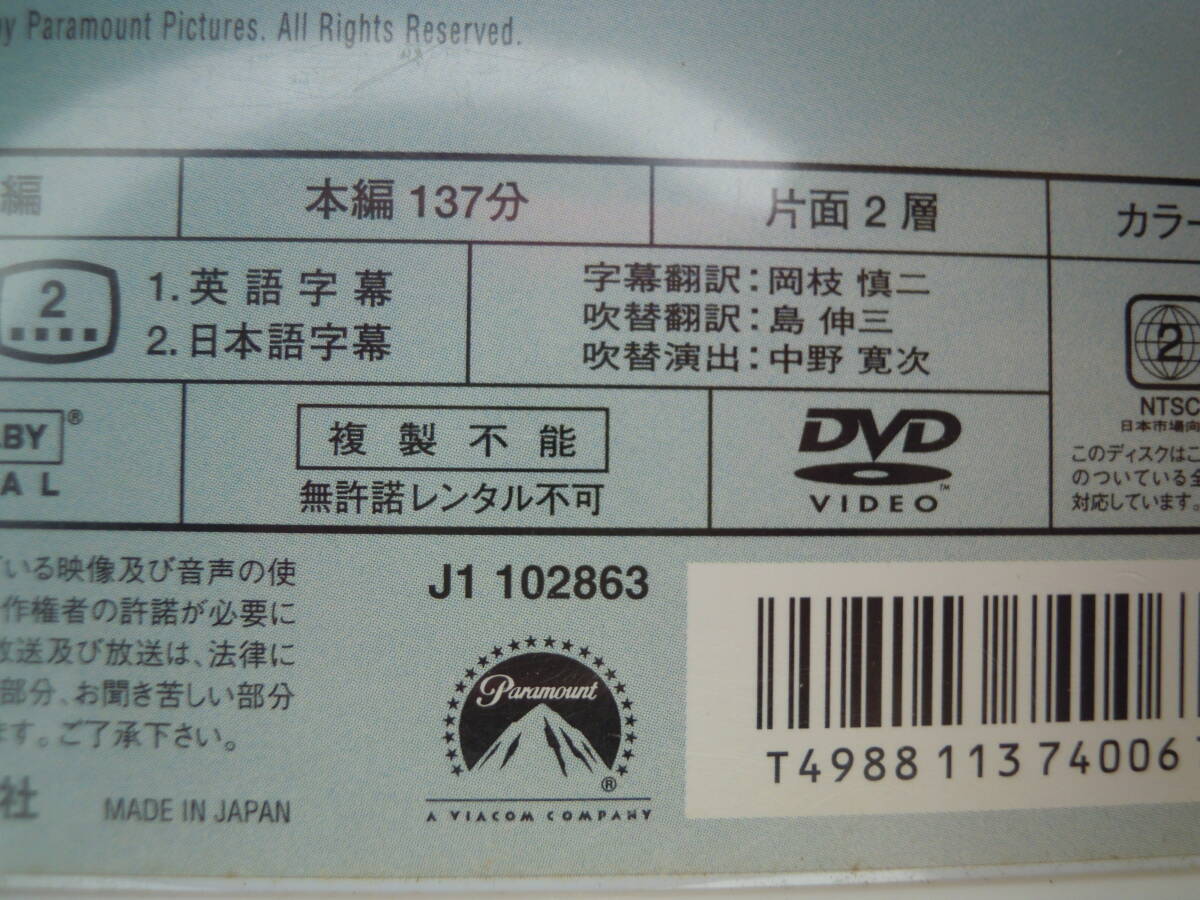 by Paramount Pictures. All Rights Reserved.
編
本編 137分
片面 2 層
カラー
2
1. 英語字幕
2. 日本語字幕
字幕翻訳：岡枝 慎二
吹替翻訳：島 伸三
吹替演出：中野 寛次
2
NTSC
日本市場向
このディスクはこ
のついている全
対応しています。
BY®
AL
複製不能
無許諾レンタル不可
DVD
VIDEO™
いる映像及び音声の使
作権者の許諾が必要に
放送及び放送は、法律に
部分、お聞き苦しい部分
ます。ご了承下さい。
社
MADE IN JAPAN
J1 102863
Paramount
®
A VIACOM COMPANY
T498811374006